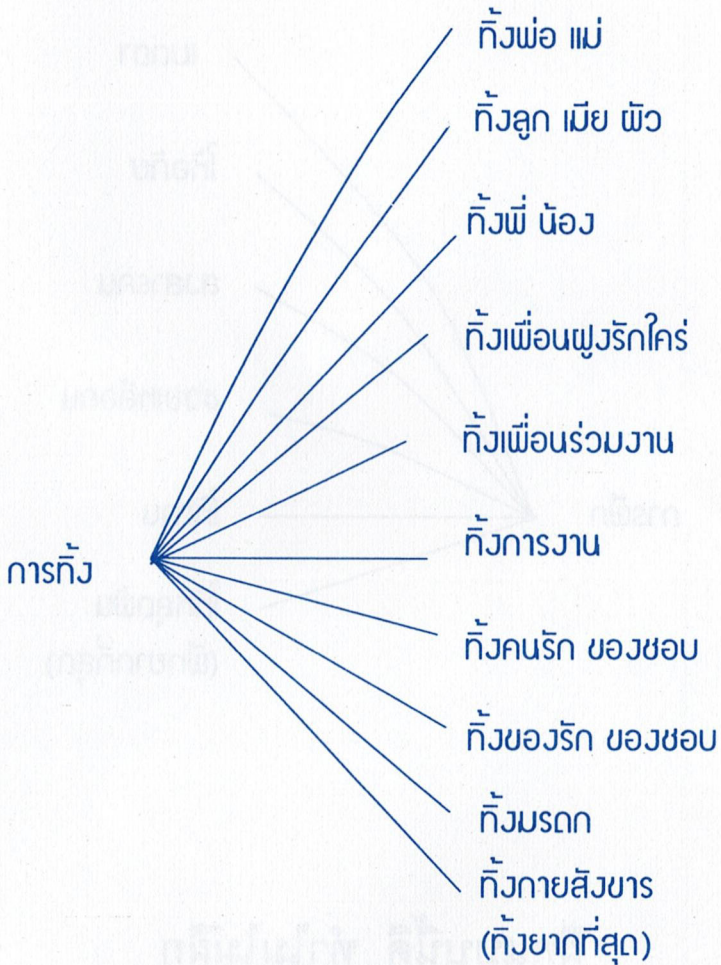 ทิ้งพ่อ แม่
ทิ้งลูก เมีย ผัว
ทิ้งพี่ น้อง
ทิ้งเพื่อนฝูงรักใคร่
ทิ้งเพื่อนร่วมงาน
การทิ้ง
ทิ้งการงาน
ทิ้งคนรัก ของชอบ
ทิ้งของรัก ของชอบ
ทิ้งมรดก
ทิ้งกายสังขาร
(ทิ้งยากที่สุด)